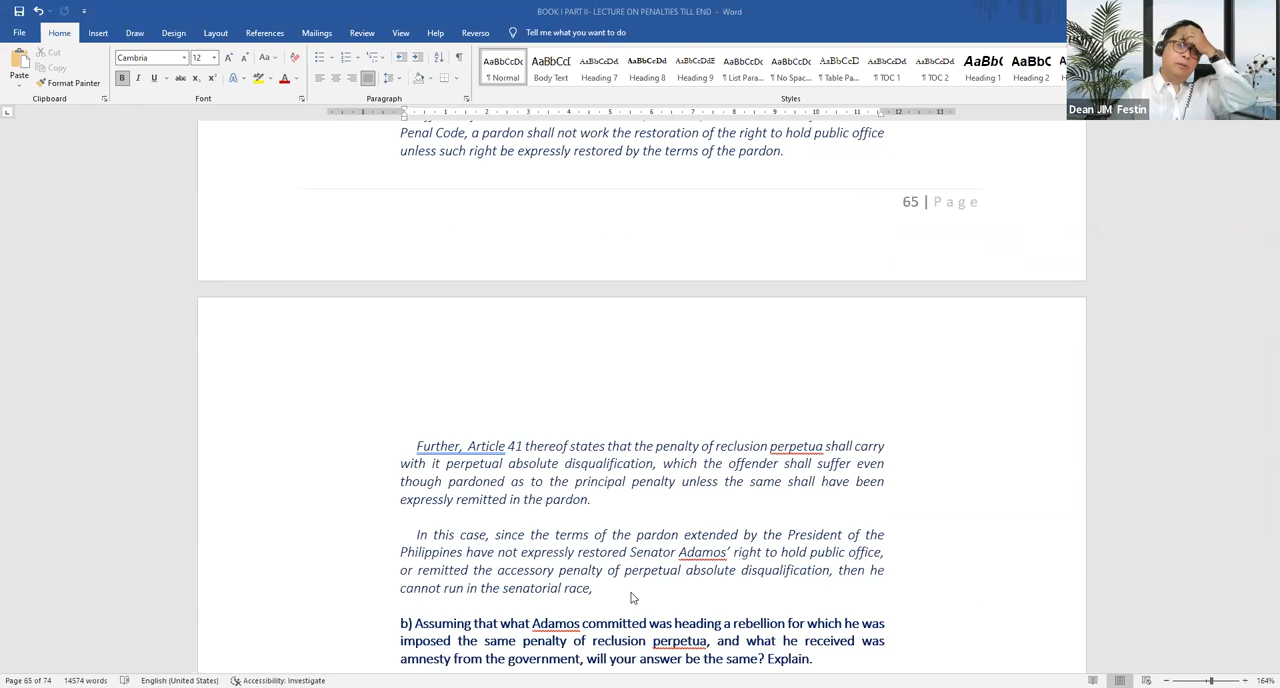 BOOK I PART II- LECTURE ON PENALTIES TILL END - Word
File Home Insert Draw Design Layout References Mailings Review View Help Reverso Tell me what you want to do
Cut
Copy
Format Painter
Paste
Cambria 12
Clipboard Font Paragraph Styles
AaBbCcDc AaBbCcI AaBbCcDd AaBbCcDc AaBbCcDdE AaBbCcDd AaBbCcDc AaBbCcD AaBbCcDd AaBbCcDd AaBb( AaBbC
¶ Normal Body Text Heading 7 Heading 8 Heading 9 ¶ List Para... ¶ No Spac... ¶ Table Pa... ¶ TOC 1 ¶ TOC 2 Heading 1 Heading 2
Dean JIM Festin
Penal Code, a pardon shall not work the restoration of the right to hold public office
unless such right be expressly restored by the terms of the pardon.
65 | Page
Further, Article 41 thereof states that the penalty of reclusion perpetua shall carry
with it perpetual absolute disqualification, which the offender shall suffer even
though pardoned as to the principal penalty unless the same shall have been
expressly remitted in the pardon.
In this case, since the terms of the pardon extended by the President of the
Philippines have not expressly restored Senator Adamos’ right to hold public office,
or remitted the accessory penalty of perpetual absolute disqualification, then he
cannot run in the senatorial race,
b) Assuming that what Adamos committed was heading a rebellion for which he was
imposed the same penalty of reclusion perpetua, and what he received was
amnesty from the government, will your answer be the same? Explain.
Page 65 of 74 14574 words English (United States) Accessibility: Investigate 164%